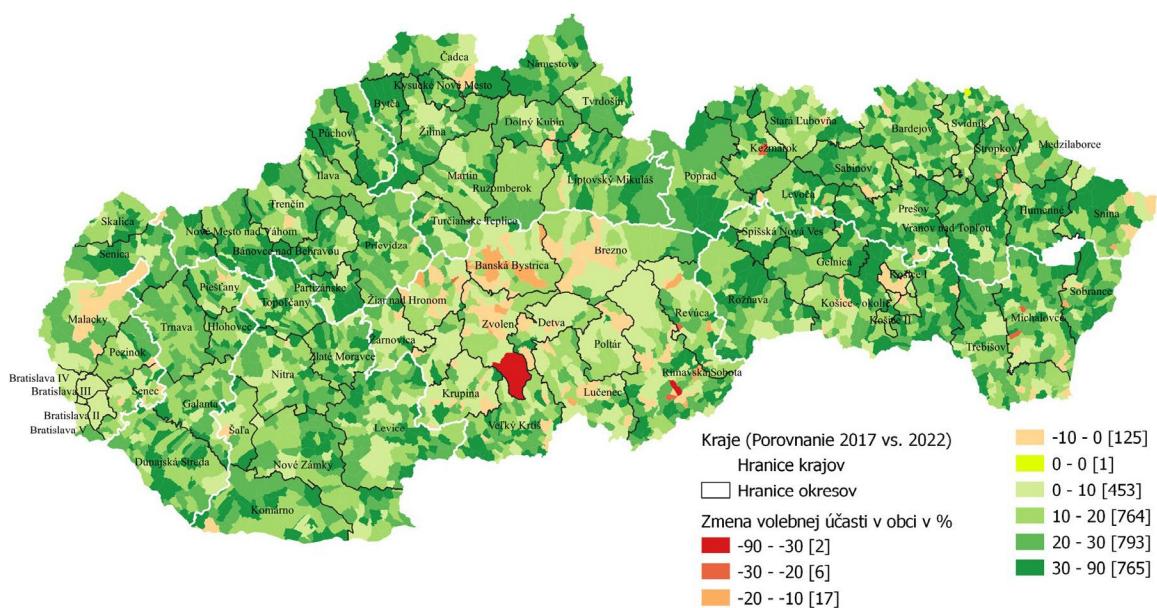 Čadca
Námestovo
Kysucké Nové Mesto
Bytča
Tvrdošín
Dolný Kubín
Žilina
Púchov
Stará Ľubovňa
Bardejov
Svidník
Stropkov
Medzilaborce
Kežmarok
Sabinov
Ilava
Martin
Ružomberok
Liptovský Mikuláš
Poprad
Levoča
Prešov
Humenné
Snina
Trenčín
Skalica
Nové Mesto nad Váhom
Turčianske Teplice
Prievidza
Spišská Nová Ves
Vranov nad Topľou
Senica
Bánovce nad Bebravou
Banská Bystrica
Brezno
Gelnica
Košice I
Sobrance
Piešťany
Topoľčany
Partizánske
Žiar nad Hronom
Rožňava
Košice - okolie
Košice II
Malacky
Trnava
Hlohovec
Zvolen
Detva
Revúca
Michalovce
Trebišov
Žarnovica
Poltár
Pezinok
Zlaté Moravce
Nitra
Rimavská Sobota
Bratislava IV
Bratislava III
Bratislava II
Bratislava V
Senec
Galanta
Krupina
Lučenec
Šaľa
Levice
Veľký Krtíš
Dunajská Streda
Nové Zámky
Komárno
Kraje (Porovnanie 2017 vs. 2022)
Hranice krajov
Hranice okresov
Zmena volebnej účasti v obci v %
-90 - -30 [2]
-30 - -20 [6]
-20 - -10 [17]
-10 - 0 [125]
0 - 0 [1]
0 - 10 [453]
10 - 20 [764]
20 - 30 [793]
30 - 90 [765]